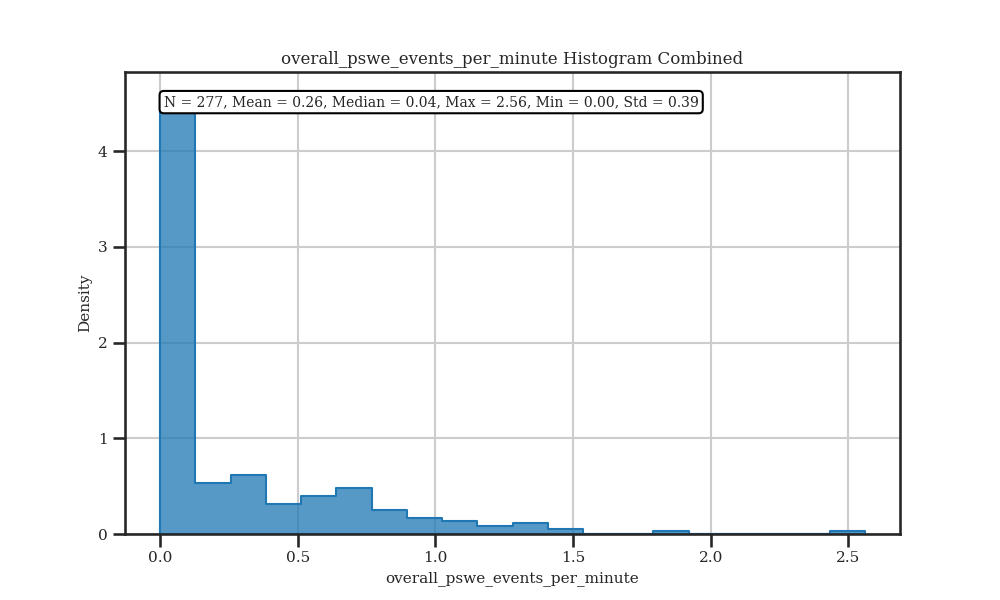 overall_pswe_events_per_minute Histogram Combined
N = 277, Mean = 0.26, Median = 0.04, Max = 2.56, Min = 0.00, Std = 0.39
4
3
Density
2
1
0
0.0 0.5 1.0 1.5 2.0 2.5
overall_pswe_events_per_minute